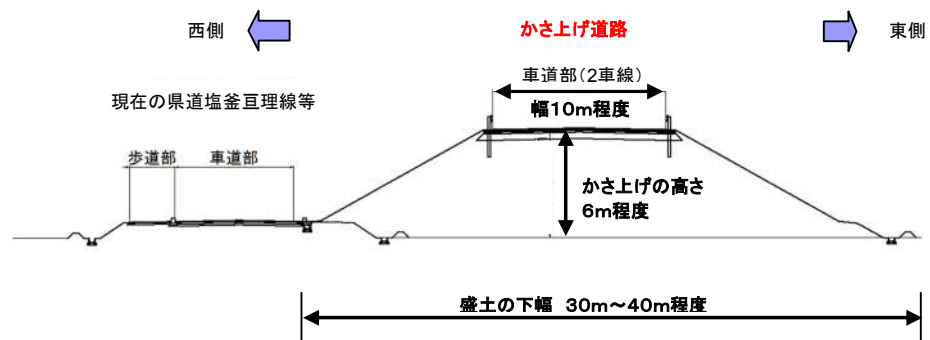 西側
かさ上げ道路
東側
現在の県道塩釜亘理線等
車道部(2車線)
幅10m程度
歩道部
車道部
かさ上げの高さ
6m程度
盛土の下幅 30m~40m程度